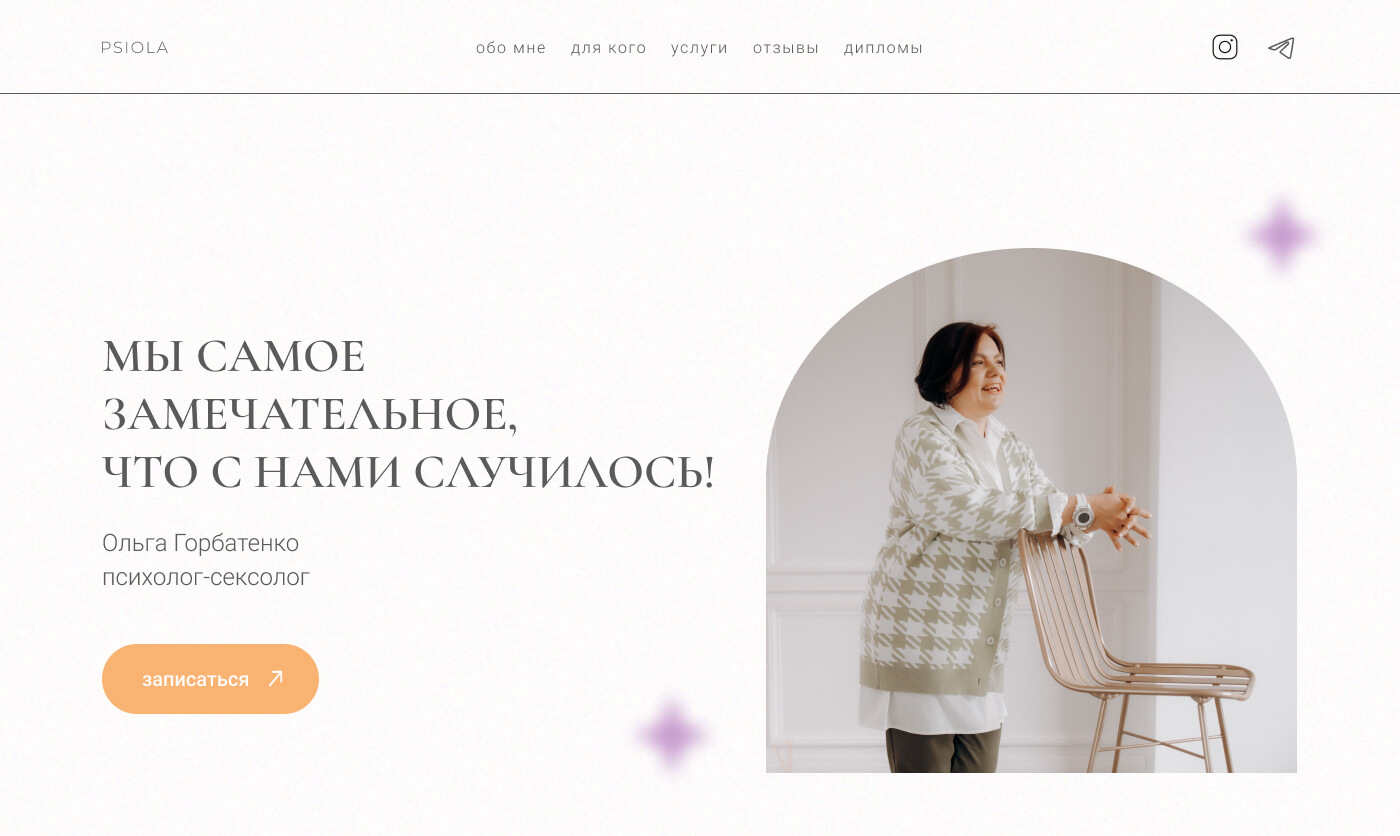 PSIOLA
обо мне для кого услуги отзывы дипломы
МЫ САМОЕ
ЗАМЕЧАТЕЛЬНОЕ,
ЧТО С НАМИ СЛУЧИЛОСЬ!
Ольга Горбатенко
психолог-сексолог
записаться